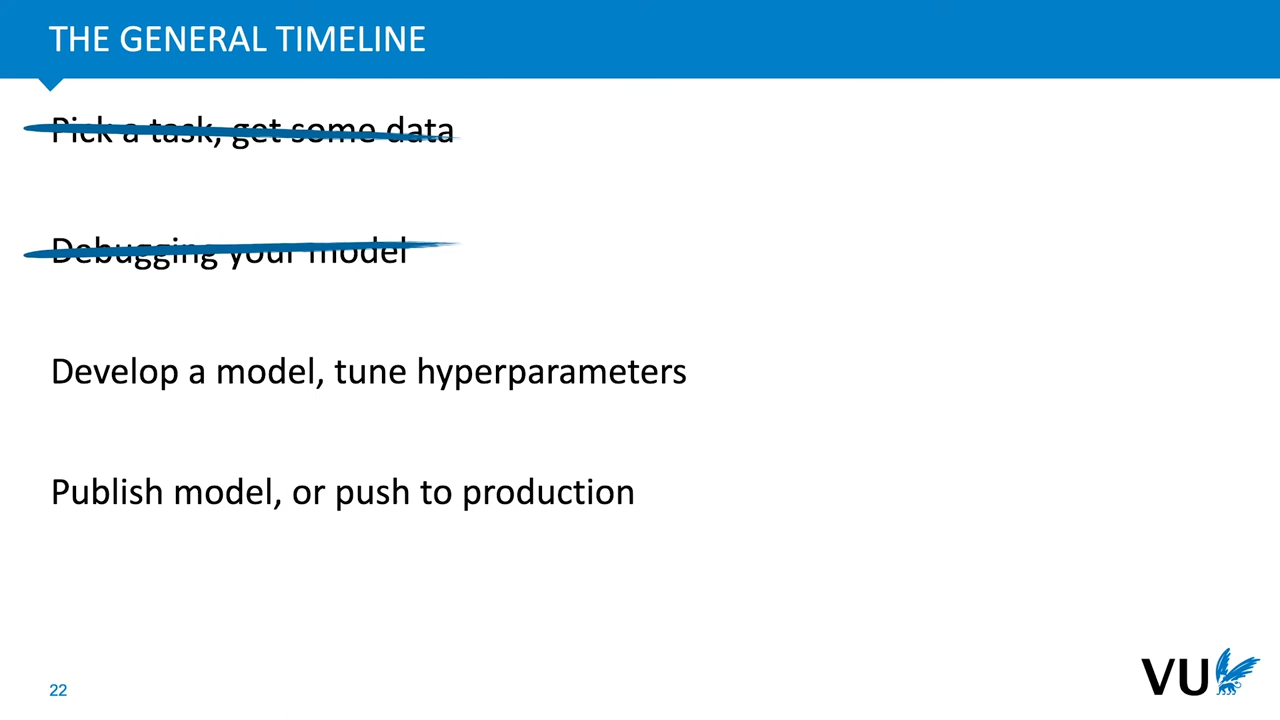 THE GENERAL TIMELINE
Pick a task, get some data
Debugging your model
Develop a model, tune hyperparameters
Publish model, or push to production
22
VU